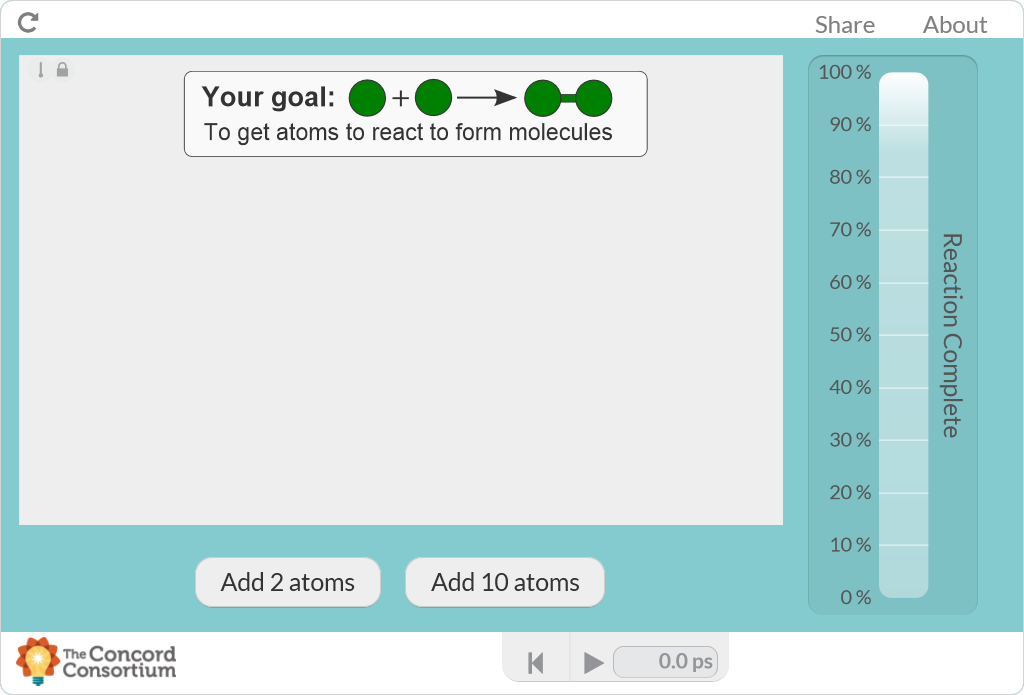 Share About
Your goal: + 
To get atoms to react to form molecules
100 %
90 %
80 %
70 %
60 %
50 %
40 %
30 %
20 %
10 %
0 %
Reaction Complete
Add 2 atoms
Add 10 atoms
The Concord
Consortium
0.0 ps